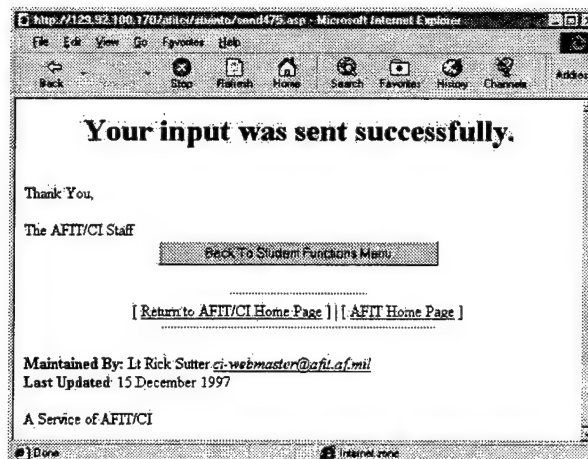 http://129.92.100.170/afitci/stuinfo/send475.asp - Microsoft Internet Explorer
File Edit View Go Favorites Help
Back Stop Refresh Home Search Favorites History Channels Address
Your input was sent successfully.
Thank You,
The AFIT/CI Staff
Back To Student Functions Menu
[ Return to AFIT/CI Home Page ] | [ AFIT Home Page ]
Maintained By: Lt Rick Sutter ci-webmaster@afit.af.mil
Last Updated: 15 December 1997
A Service of AFIT/CI
Done Internet zone